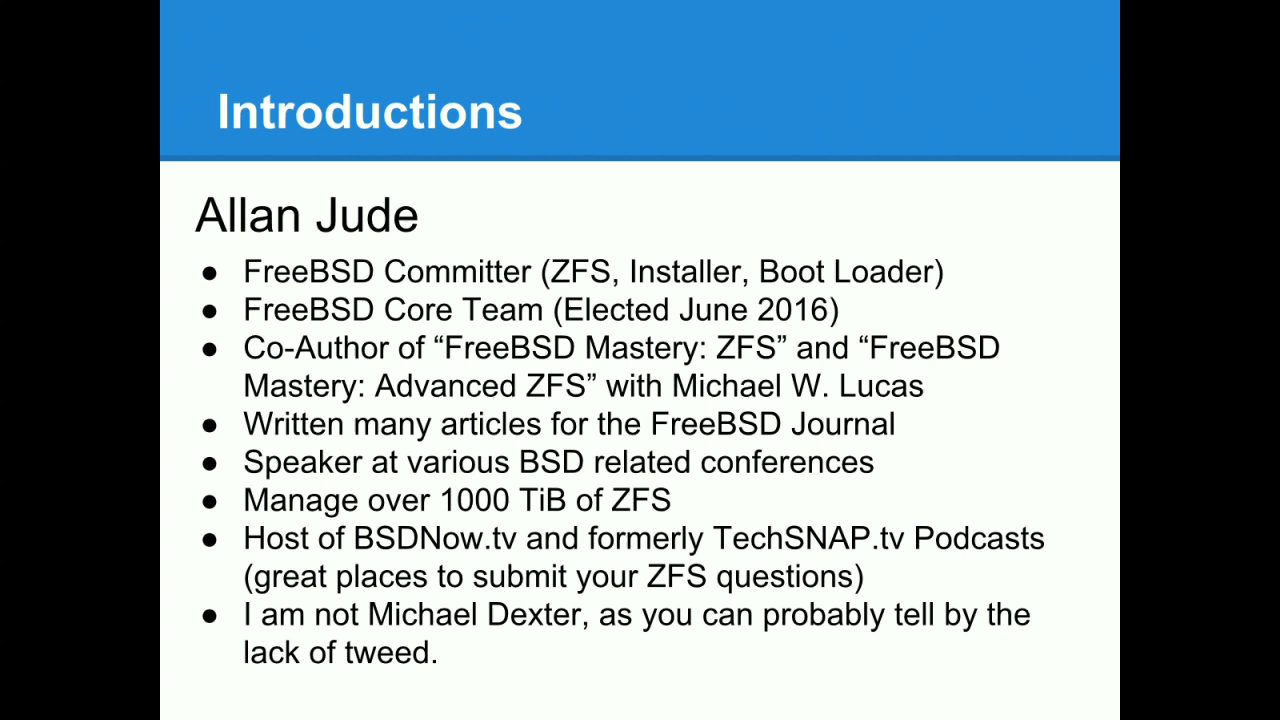 Introductions
Allan Jude
● FreeBSD Committer (ZFS, Installer, Boot Loader)
● FreeBSD Core Team (Elected June 2016)
● Co-Author of “FreeBSD Mastery: ZFS” and “FreeBSD
Mastery: Advanced ZFS” with Michael W. Lucas
● Written many articles for the FreeBSD Journal
● Speaker at various BSD related conferences
● Manage over 1000 TiB of ZFS
● Host of BSDNow.tv and formerly TechSNAP.tv Podcasts
(great places to submit your ZFS questions)
● I am not Michael Dexter, as you can probably tell by the
lack of tweed.